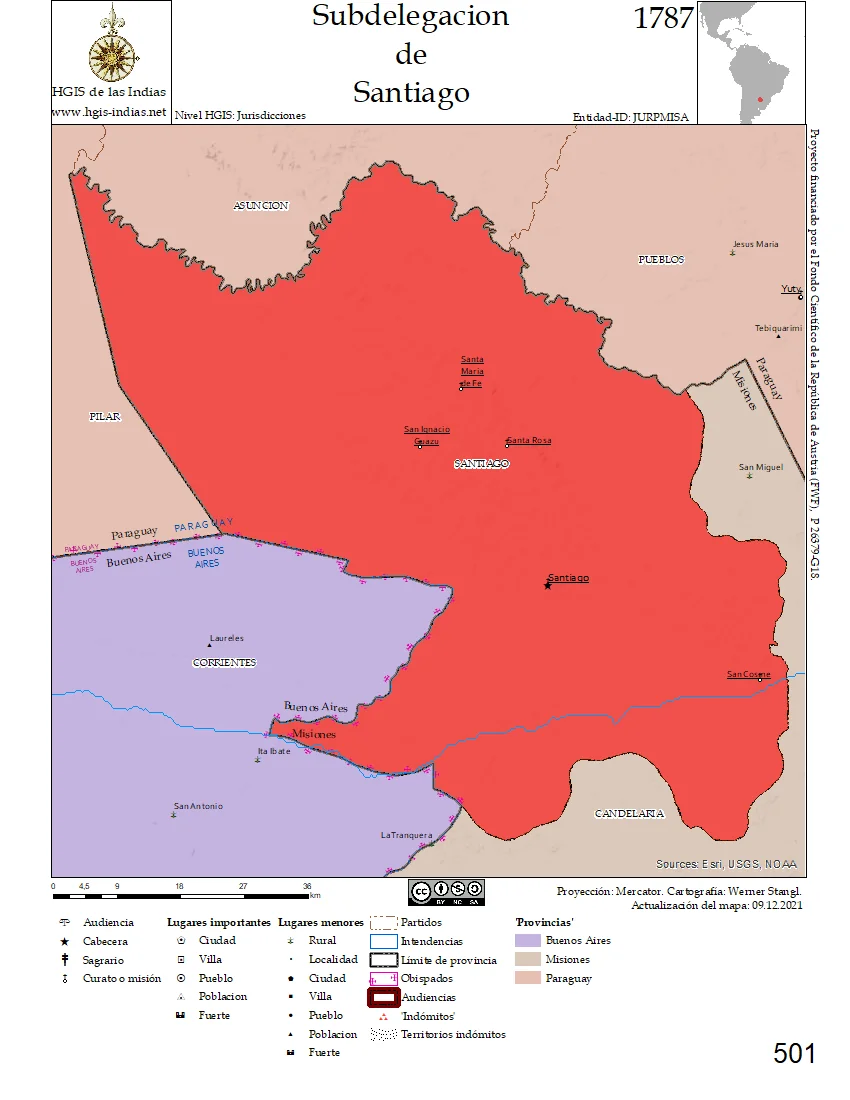 Subdelegacion
de
Santiago
1787
HGIS de las Indias
www.hgis-indias.net
Nivel HGIS: Jurisdicciones
Entidad-ID: JURPMISA
Proyecto financiado por el Fondo Científico de la República de Austria (FWF), P 26379-G18.
ASUNCION
PUEBLOS
Jesus Maria
Yuty
Tebiquarimi
Paraguay
Misiones
Santa
Maria
de Fe
PILAR
San Ignacio
Guazu
Santa Rosa
SANTIAGO
San Miguel
Paraguay
PARAGUAY
PARAGUAY
BUENOS
AIRES
Buenos Aires
BUENOS
AIRES
Santiago
Laureles
CORRIENTES
San Cosme
Buenos Aires
Misiones
Ita Ibate
San Antonio
La Tranquera
CANDELARIA
Sources: Esri, USGS, NOAA
0 4,5 9 18 27 36
km
CC BY NC SA
Proyección: Mercator. Cartografía: Werner Stangl.
Actualización del mapa: 09.12.2021
Audiencia
Cabecera
Sagrario
Curato o misión
Lugares importantes
Ciudad
Villa
Pueblo
Poblacion
Fuerte
Lugares menores
Rural
Localidad
Ciudad
Villa
Pueblo
Poblacion
Fuerte
Partidos
Intendencias
Límite de provincia
Obispados
Audiencias
'Indómitos'
Territorios indómitos
'Provincias'
Buenos Aires
Misiones
Paraguay
501